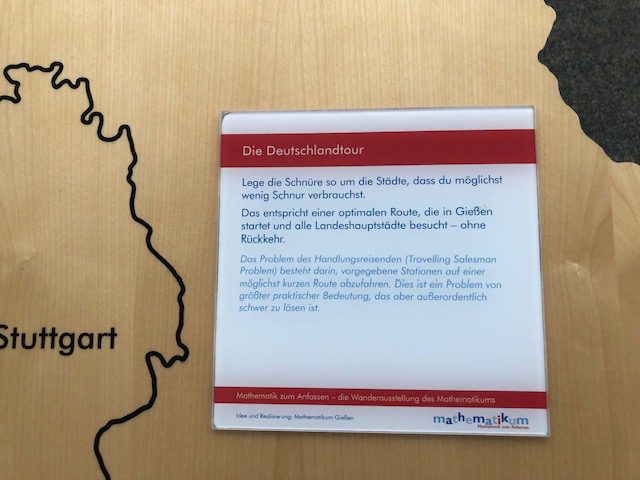 Die Deutschlandtour
Lege die Schnüre so um die Städte, dass du möglichst
wenig Schnur verbrauchst.
Das entspricht einer optimalen Route, die in Gießen
startet und alle Landeshauptstädte besucht – ohne
Rückkehr.
Das Problem des Handlungsreisenden (Travelling Salesman
Problem) besteht darin, vorgegebene Stationen auf einer
möglichst kurzen Route abzufahren. Dies ist ein Problem von
größter praktischer Bedeutung, das aber außerordentlich
schwer zu lösen ist.
Stuttgart
Mathematik zum Anfassen – die Wanderausstellung des Mathematikums
Idee und Realisierung: Mathematikum Gießen
mathematikum
Mathematik zum Anfassen